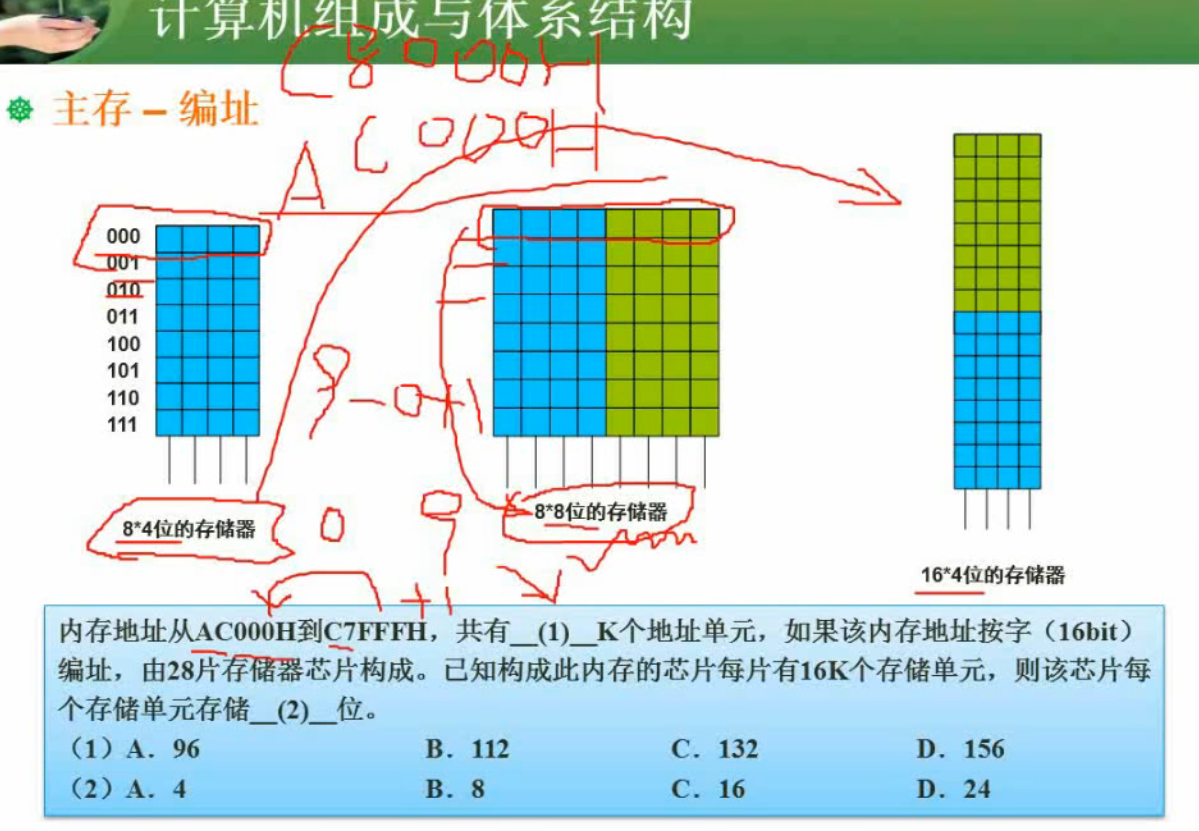 计算机组成与体系结构
C8000H
主存 – 编址
AC000H
000
001
010
011
100
101
110
111
9-0+1
8*4位的存储器
0 9
8*8位的存储器
+1
16*4位的存储器
内存地址从AC000H到C7FFFH，共有__(1)__K个地址单元，如果该内存地址按字（16bit）
编址，由28片存储器芯片构成。已知构成此内存的芯片每片有16K个存储单元，则该芯片每
个存储单元存储__(2)__位。
（1）A．96 B．112 C．132 D．156
（2）A．4 B．8 C．16 D．24